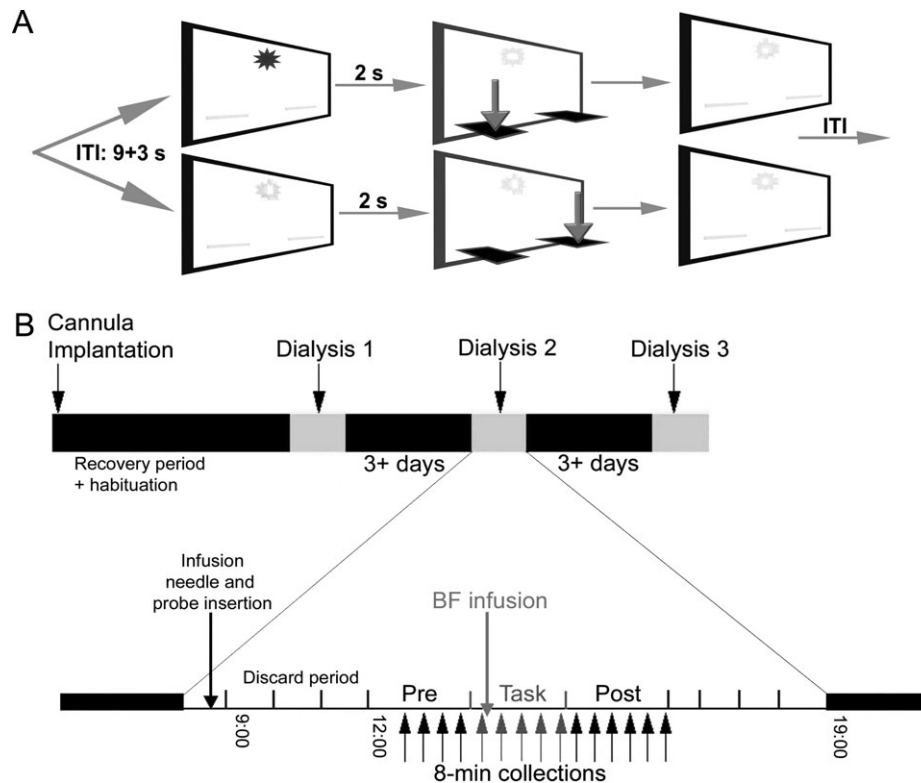 A
2 s
ITI: 9+3 s
ITI
2 s
B
Cannula
Implantation
Dialysis 1
Dialysis 2
Dialysis 3
Recovery period
+ habituation
3+ days
3+ days
Infusion
needle and
probe insertion
BF infusion
Discard period
Pre
Task
Post
9:00
12:00
19:00
8-min collections